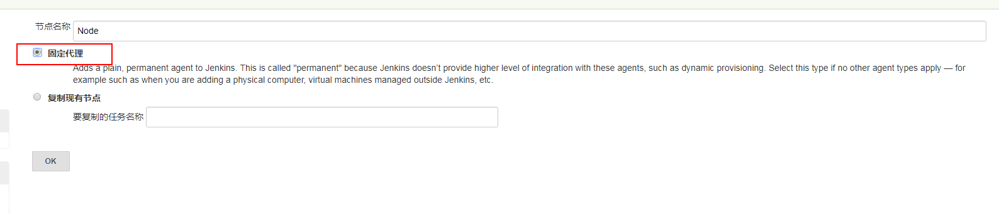 节点名称 Node
固定代理
Adds a plain, permanent agent to Jenkins. This is called "permanent" because Jenkins doesn’t provide higher level of integration with these agents, such as dynamic provisioning. Select this type if no other agent types apply — for
example such as when you are adding a physical computer, virtual machines managed outside Jenkins, etc.
复制现有节点
要复制的任务名称
OK